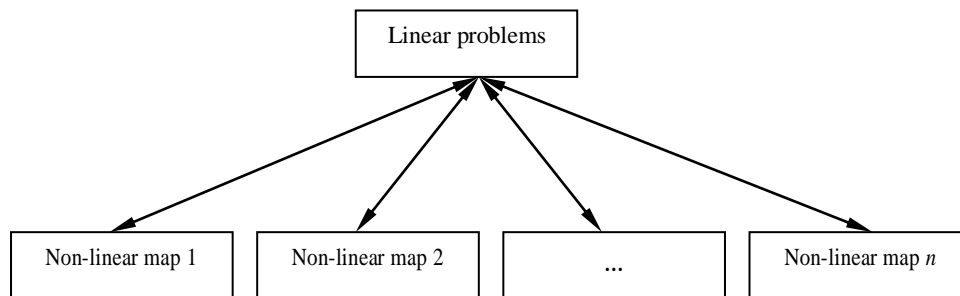 Linear problems
Non-linear map 1
Non-linear map 2
...
Non-linear map n